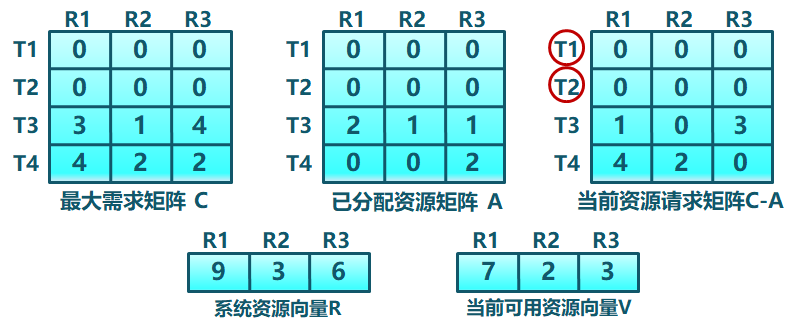 R1 R2 R3
T1 0 0 0
T2 0 0 0
T3 3 1 4
T4 4 2 2
最大需求矩阵 C
R1 R2 R3
T1 0 0 0
T2 0 0 0
T3 2 1 1
T4 0 0 2
已分配资源矩阵 A
R1 R2 R3
T1 0 0 0
T2 0 0 0
T3 1 0 3
T4 4 2 0
当前资源请求矩阵C-A
R1 R2 R3
9 3 6
系统资源向量R
R1 R2 R3
7 2 3
当前可用资源向量V